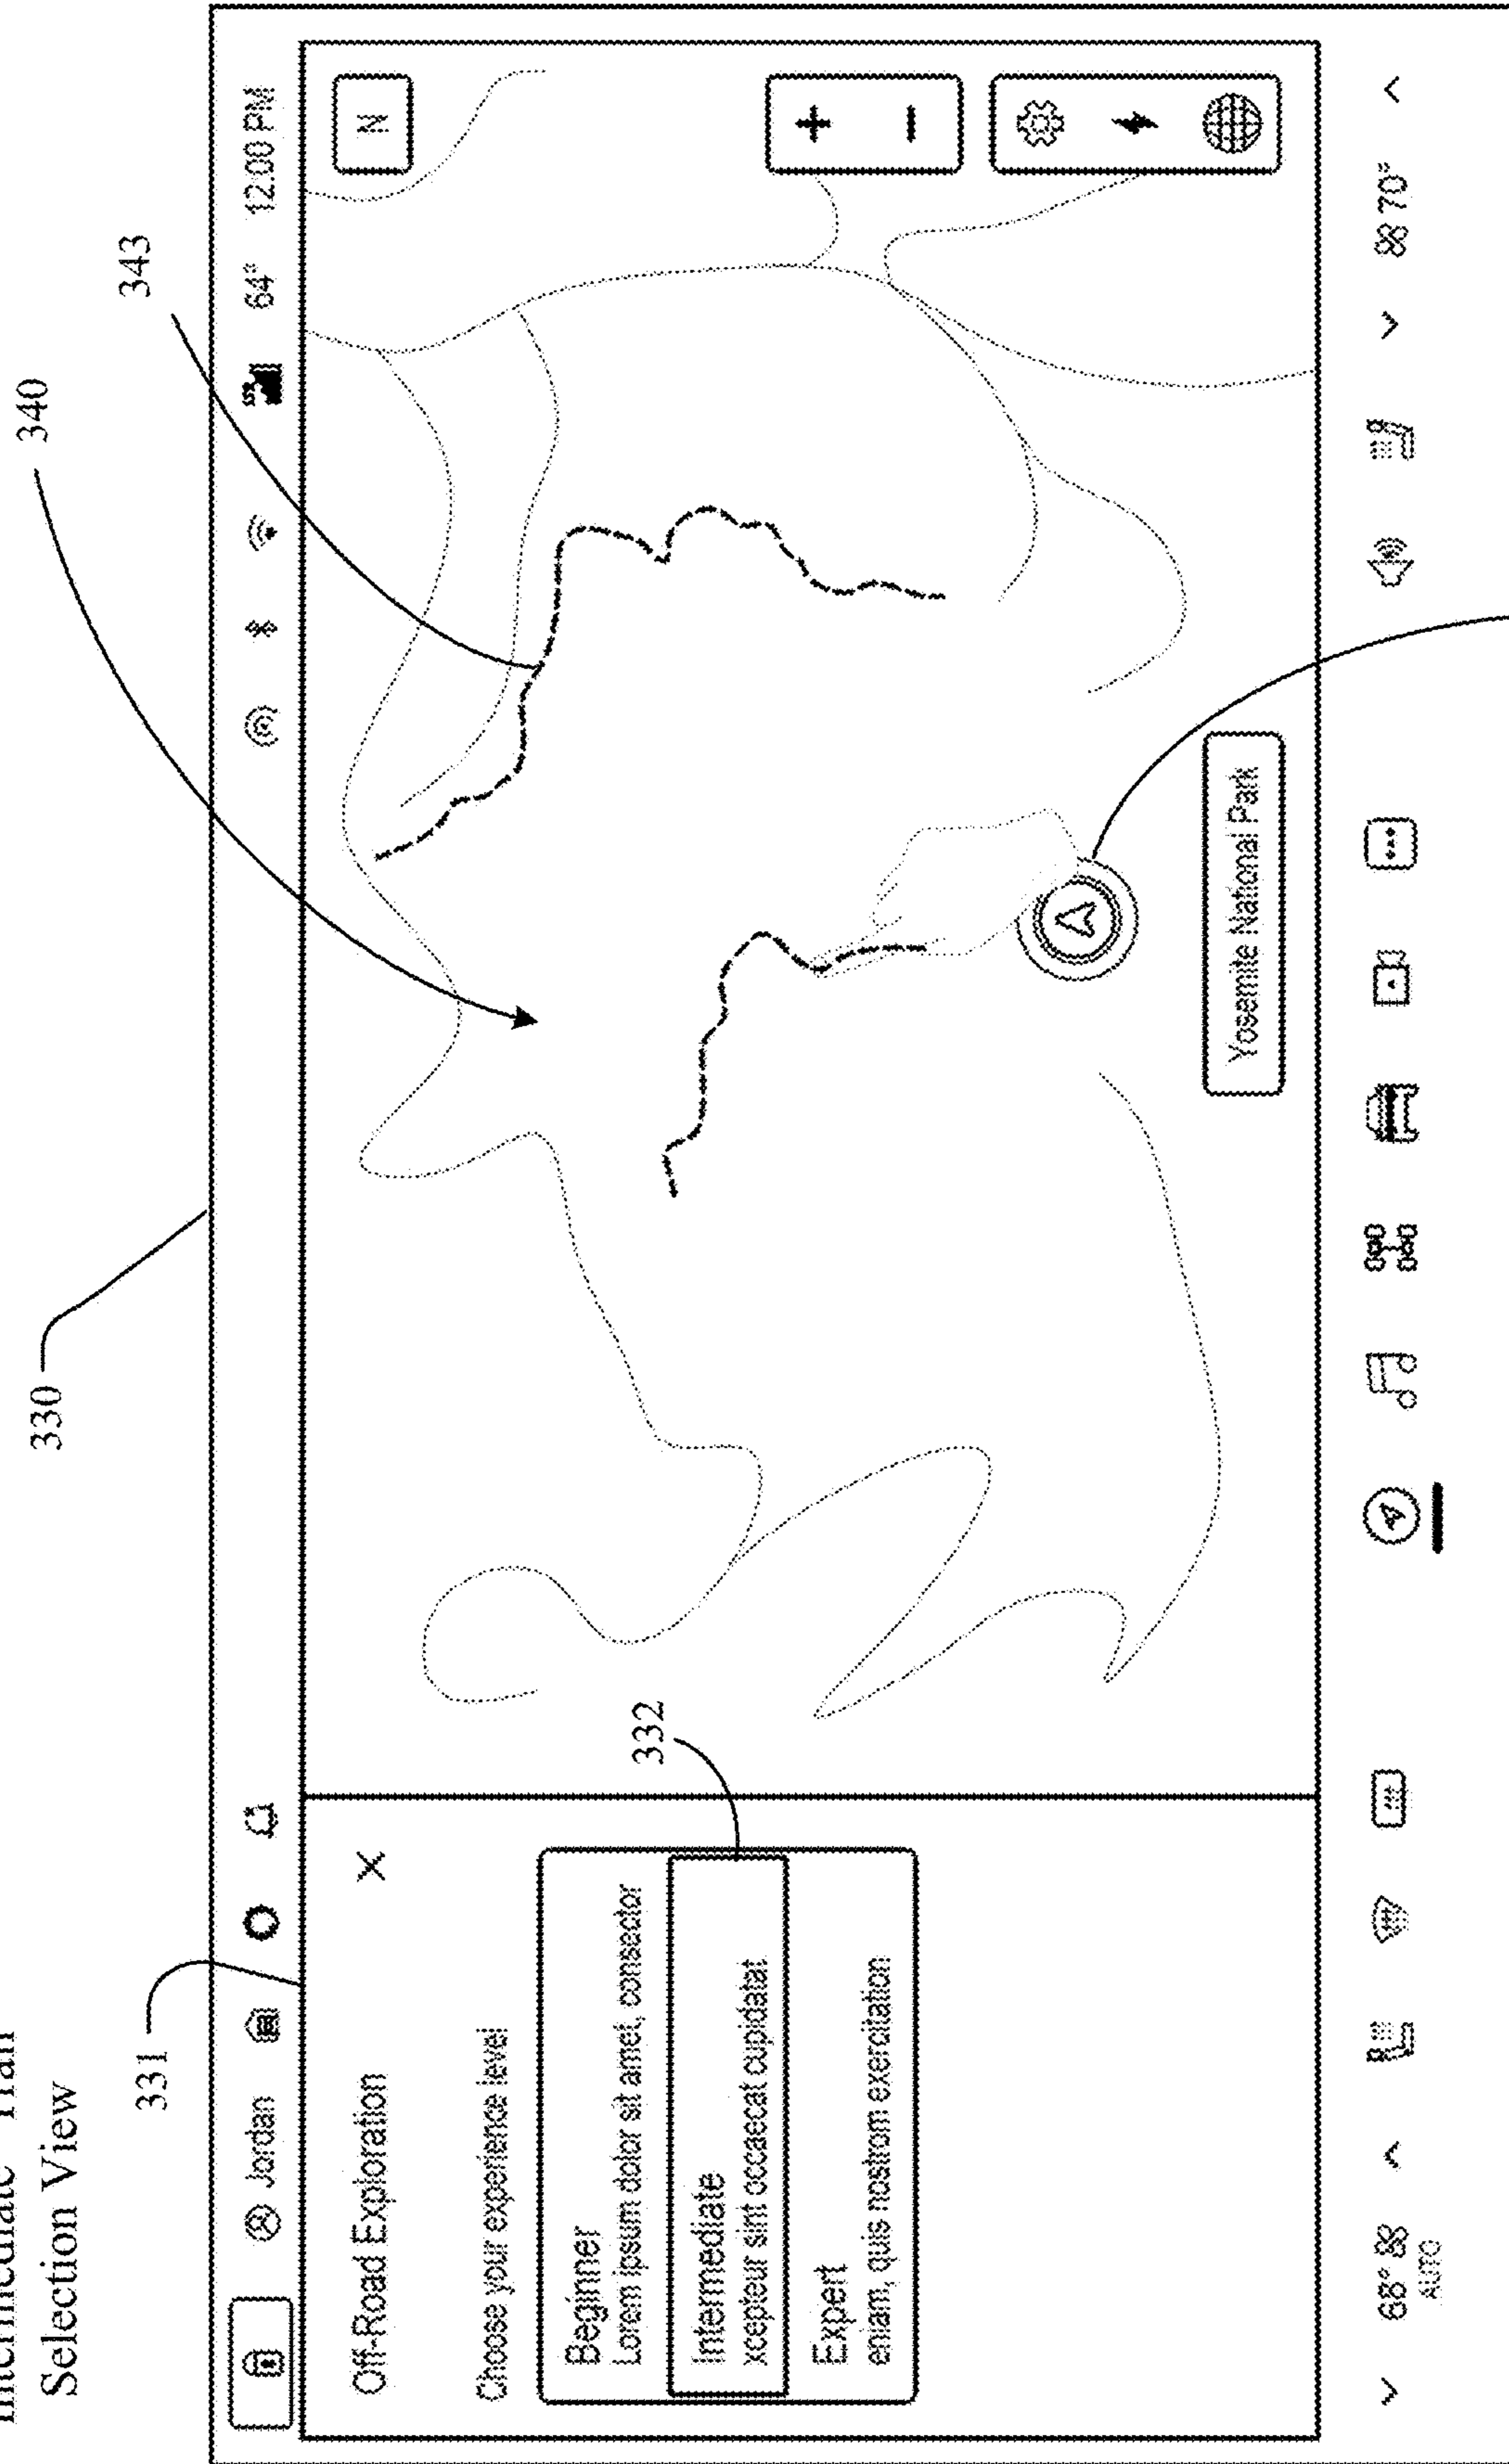 Intermediate Trail
Selection View
330
340
343
331
Jordan
64°
12:00 PM
Off-Road Exploration
X
N
Choose your experience level
Beginner
Lorem ipsum dolor sit amet, consector
332
Intermediate
xcepteur sint occaecat cupidatat
Expert
eniam, quis nostrom exercitation
Yosemite National Park
68°
AUTO
70°